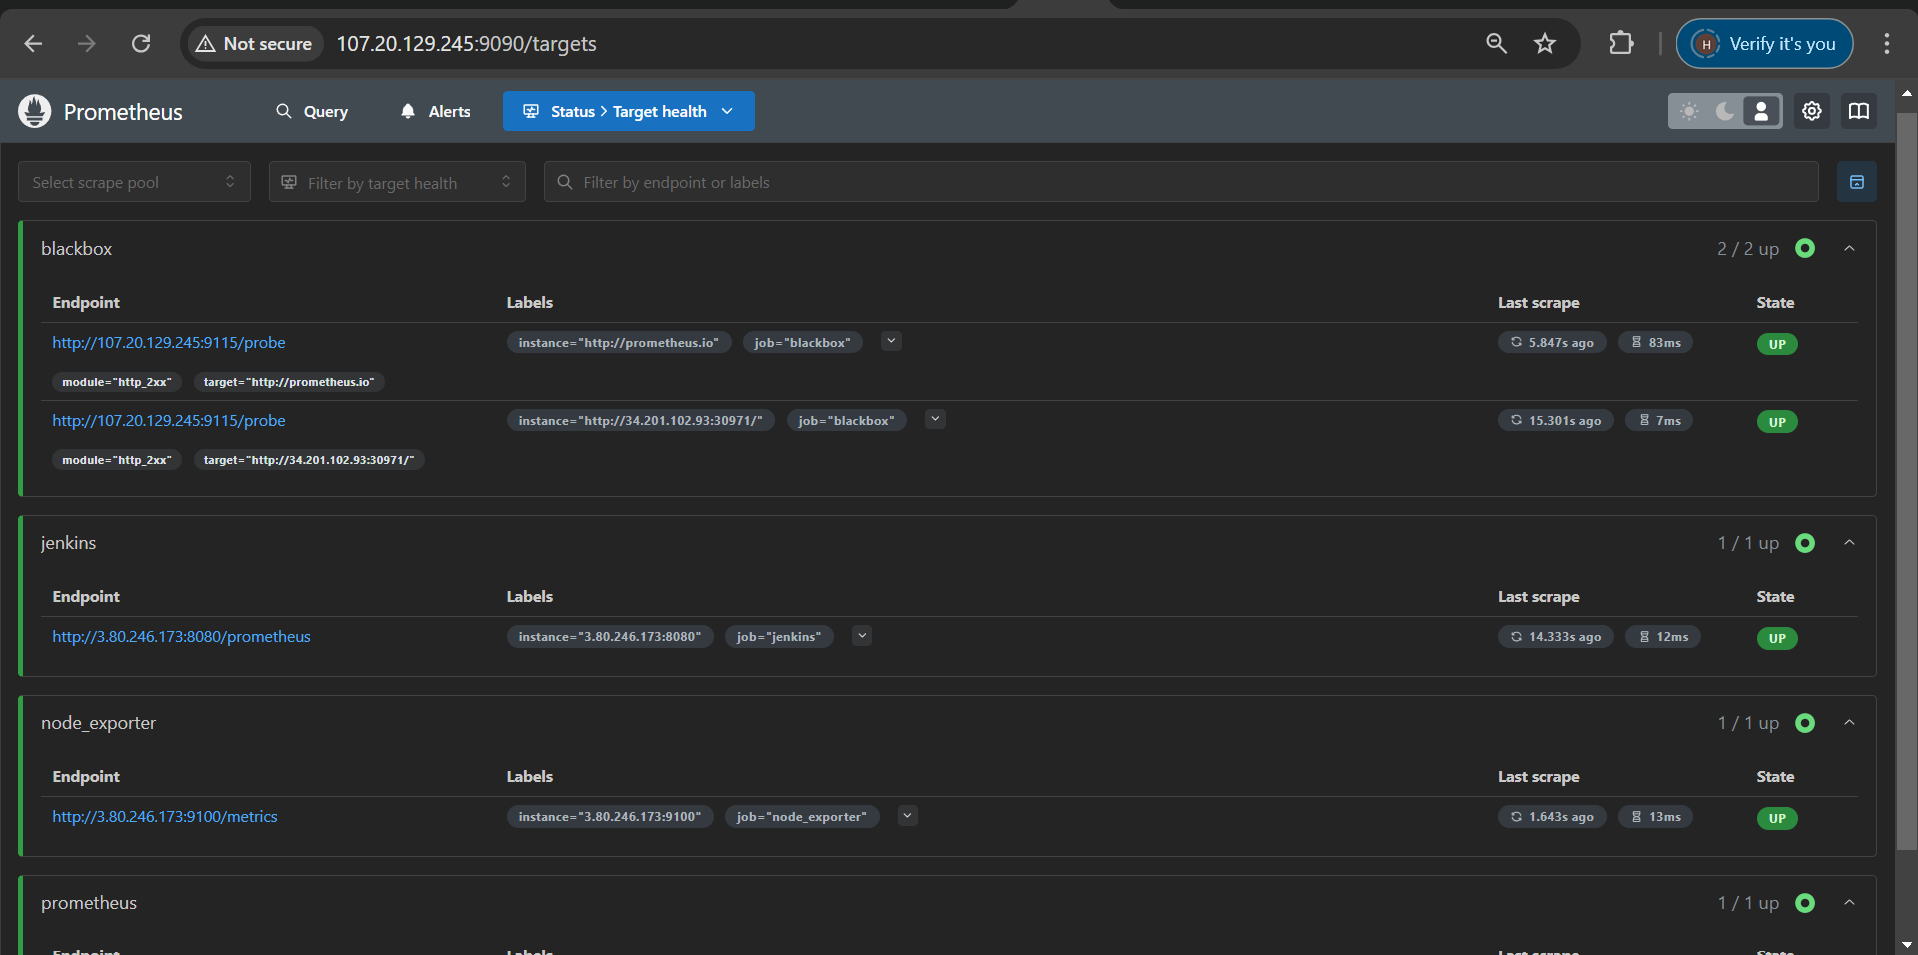 Not secure 107.20.129.245:9090/targets H Verify it's you
Prometheus Query Alerts Status > Target health
Select scrape pool Filter by target health Filter by endpoint or labels
blackbox 2 / 2 up
Endpoint Labels Last scrape State
http://107.20.129.245:9115/probe instance="http://prometheus.io" job="blackbox" 5.847s ago 83ms UP
module="http_2xx" target="http://prometheus.io"
http://107.20.129.245:9115/probe instance="http://34.201.102.93:30971/" job="blackbox" 15.301s ago 7ms UP
module="http_2xx" target="http://34.201.102.93:30971/"
jenkins 1 / 1 up
Endpoint Labels Last scrape State
http://3.80.246.173:8080/prometheus instance="3.80.246.173:8080" job="jenkins" 14.333s ago 12ms UP
node_exporter 1 / 1 up
Endpoint Labels Last scrape State
http://3.80.246.173:9100/metrics instance="3.80.246.173:9100" job="node_exporter" 1.643s ago 13ms UP
prometheus 1 / 1 up
Endpoint Labels Last scrape State